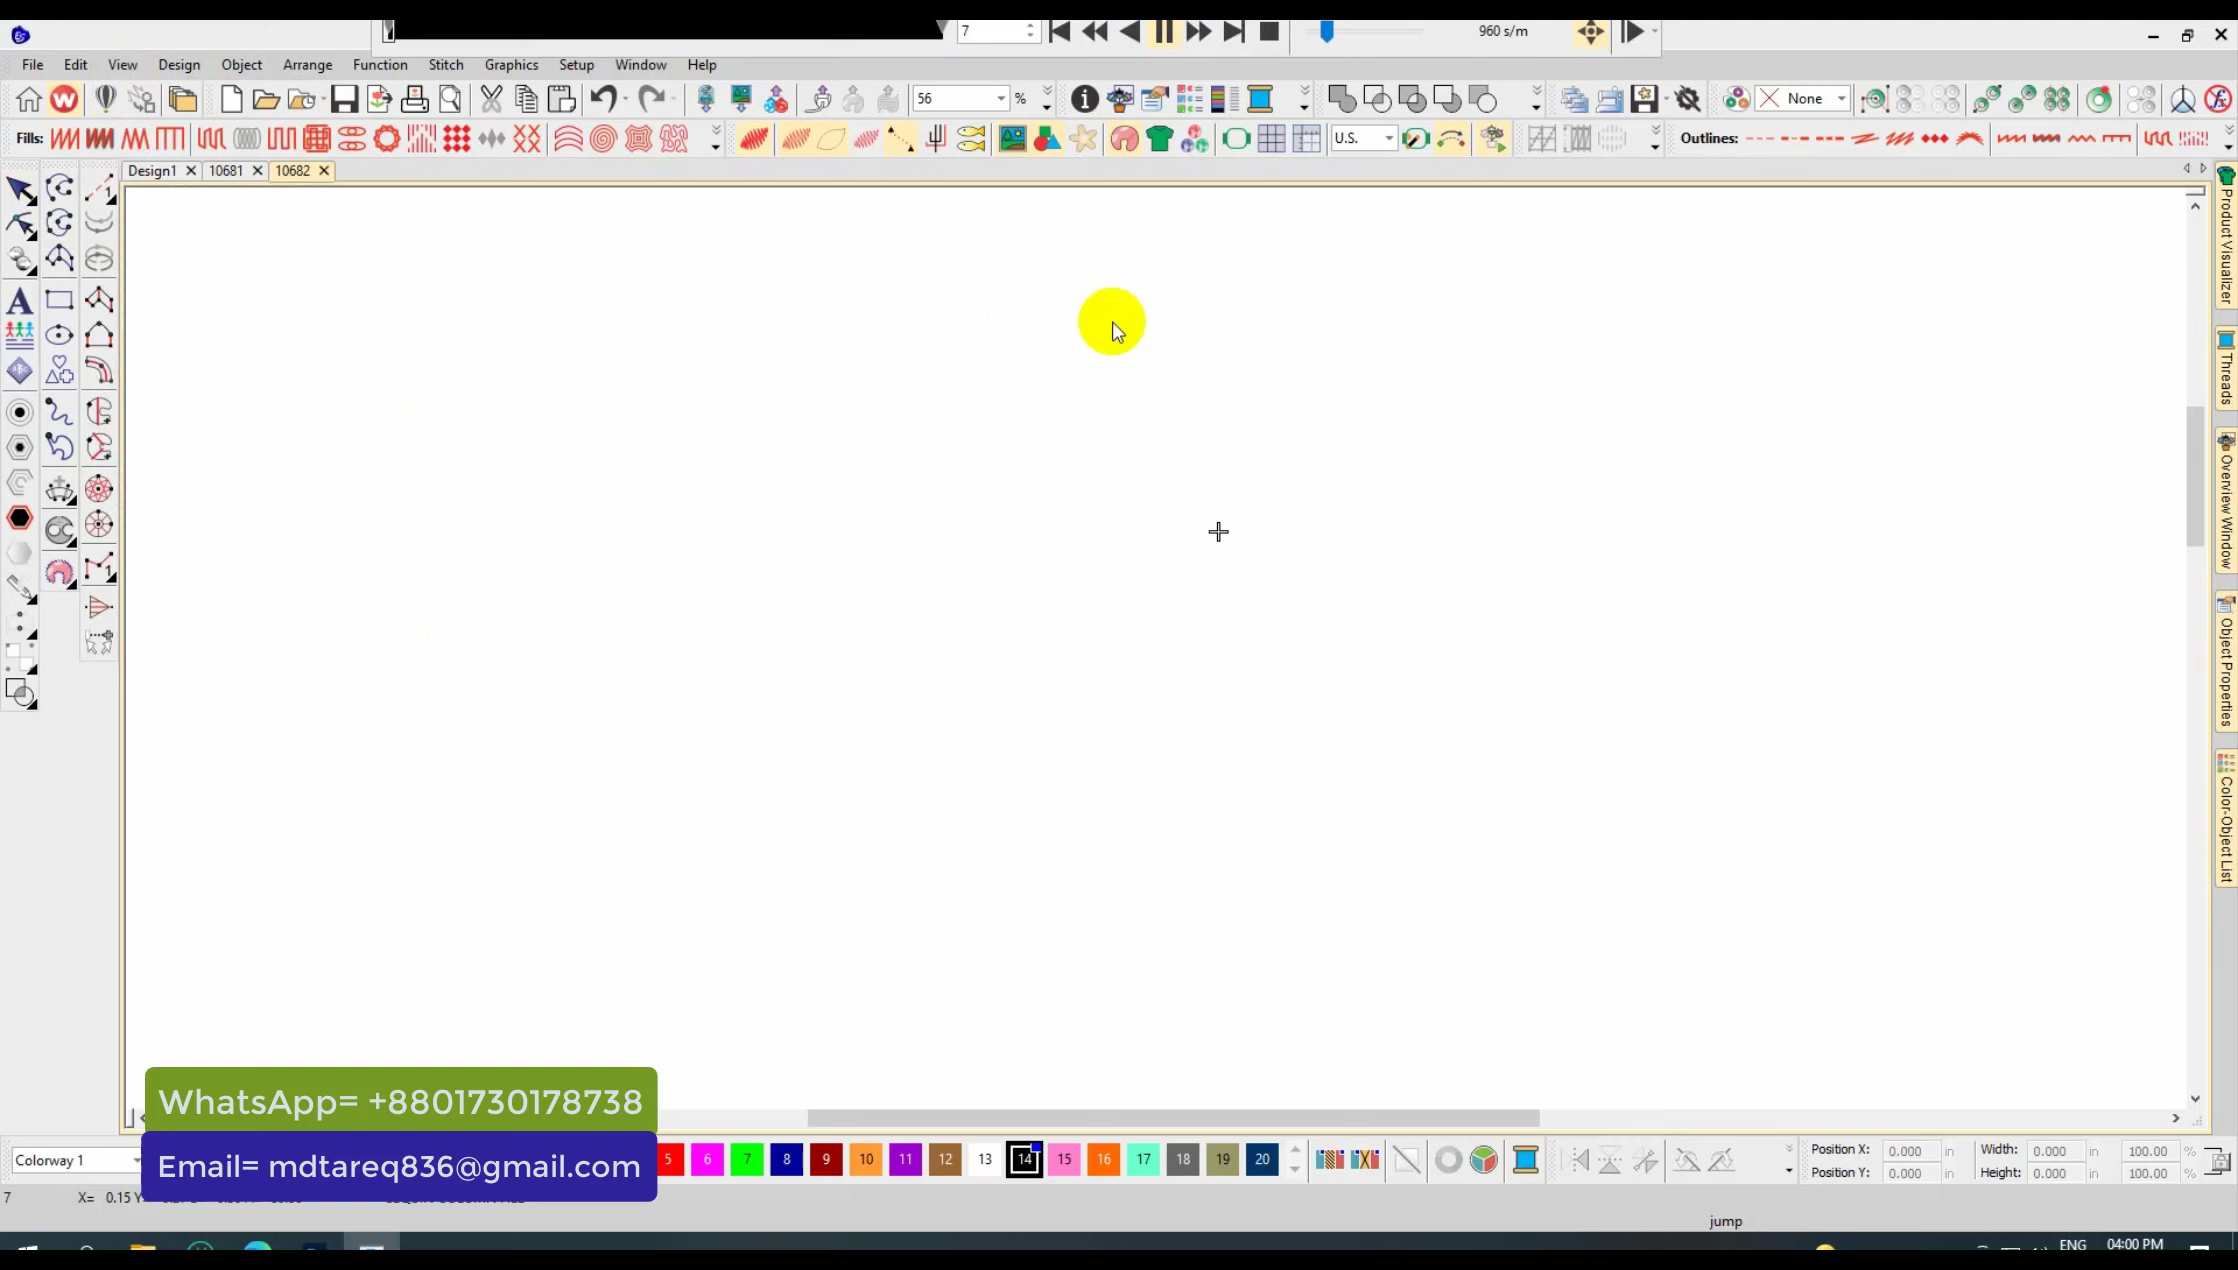 7
960 s/m
File Edit View Design Object Arrange Function Stitch Graphics Setup Window Help
56 %
None
Fills:
U.S.
Outlines:
Design1 10681 10682
Product Visualizer
Threads
Overview Window
Object Properties
Color-Object List
WhatsApp= +8801730178738
Email= mdtareq836@gmail.com
Colorway 1
5 6 7 8 9 10 11 12 13 14 15 16 17 18 19 20
Position X: 0.000 in Width: 0.000 in 100.00 %
Position Y: 0.000 in Height: 0.000 in 100.00 %
7 X= 0.15 Y=
jump
ENG 04:00 PM